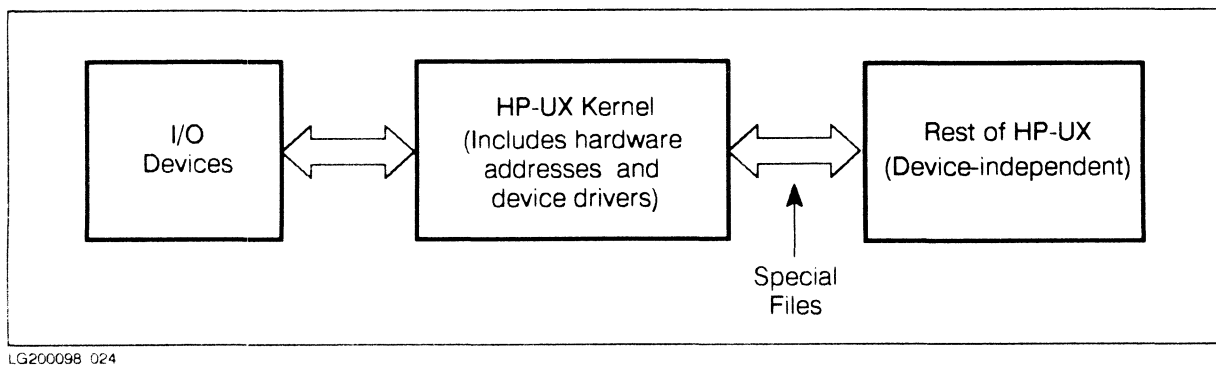 I/O
Devices
HP-UX Kernel
(Includes hardware
addresses and
device drivers)
Rest of HP-UX
(Device-independent)
Special
Files
LG200098 024